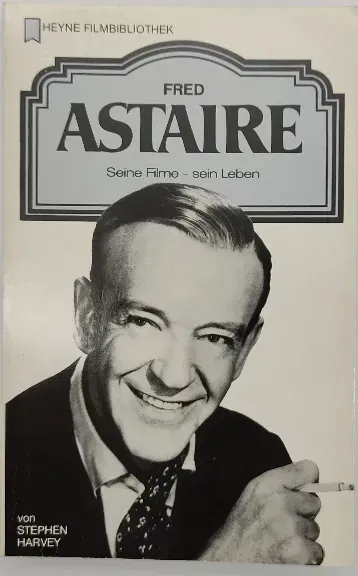 HEYNE FILMBIBLIOTHEK
FRED
ASTAIRE
Seine Filme - sein Leben
von
STEPHEN
HARVEY